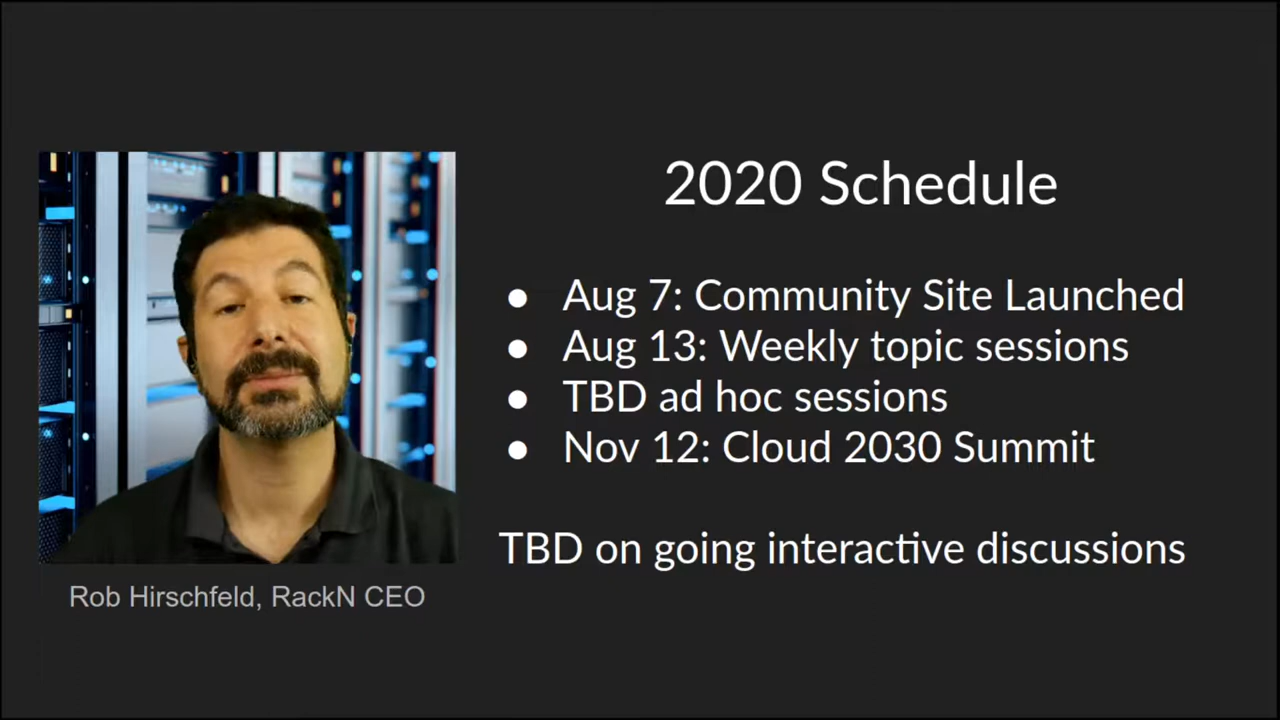 2020 Schedule
● Aug 7: Community Site Launched
● Aug 13: Weekly topic sessions
● TBD ad hoc sessions
● Nov 12: Cloud 2030 Summit
TBD on going interactive discussions
Rob Hirschfeld, RackN CEO